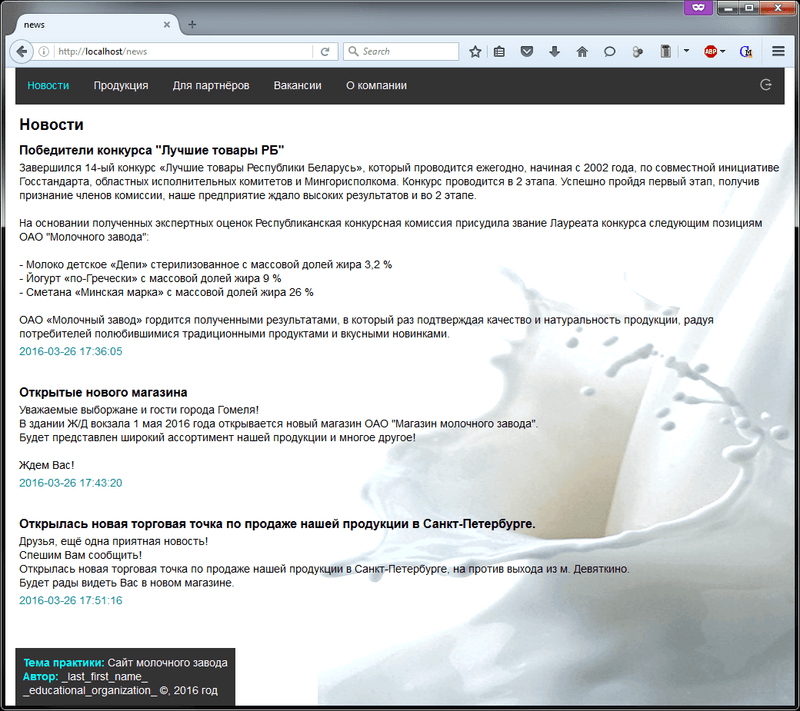 news
http://localhost/news
Search
ABP
Новости Продукция Для партнёров Вакансии О компании
Новости
Победители конкурса "Лучшие товары РБ"
Завершился 14-ый конкурс «Лучшие товары Республики Беларусь», который проводится ежегодно, начиная с 2002 года, по совместной инициативе
Госстандарта, областных исполнительных комитетов и Мингорисполкома. Конкурс проводится в 2 этапа. Успешно пройдя первый этап, получив
признание членов комиссии, наше предприятие ждало высоких результатов и во 2 этапе.
На основании полученных экспертных оценок Республиканская конкурсная комиссия присудила звание Лауреата конкурса следующим позициям
ОАО "Молочного завода":
- Молоко детское «Депи» стерилизованное с массовой долей жира 3,2 %
- Йогурт «по-Гречески» с массовой долей жира 9 %
- Сметана «Минская марка» с массовой долей жира 26 %
ОАО «Молочный завод» гордится полученными результатами, в который раз подтверждая качество и натуральность продукции, радуя
потребителей полюбившимися традиционными продуктами и вкусными новинками.
2016-03-26 17:36:05
Открытые нового магазина
Уважаемые выборжане и гости города Гомеля!
В здании Ж/Д вокзала 1 мая 2016 года открывается новый магазин ОАО "Магазин молочного завода".
Будет представлен широкий ассортимент нашей продукции и многое другое!
Ждем Вас!
2016-03-26 17:43:20
Открылась новая торговая точка по продаже нашей продукции в Санкт-Петербурге.
Друзья, ещё одна приятная новость!
Спешим Вам сообщить!
Открылась новая торговая точка по продаже нашей продукции в Санкт-Петербурге, на против выхода из м. Девяткино.
Будет рады видеть Вас в новом магазине.
2016-03-26 17:51:16
Тема практики: Сайт молочного завода
Автор: _last_first_name_
_educational_organization_ ©, 2016 год